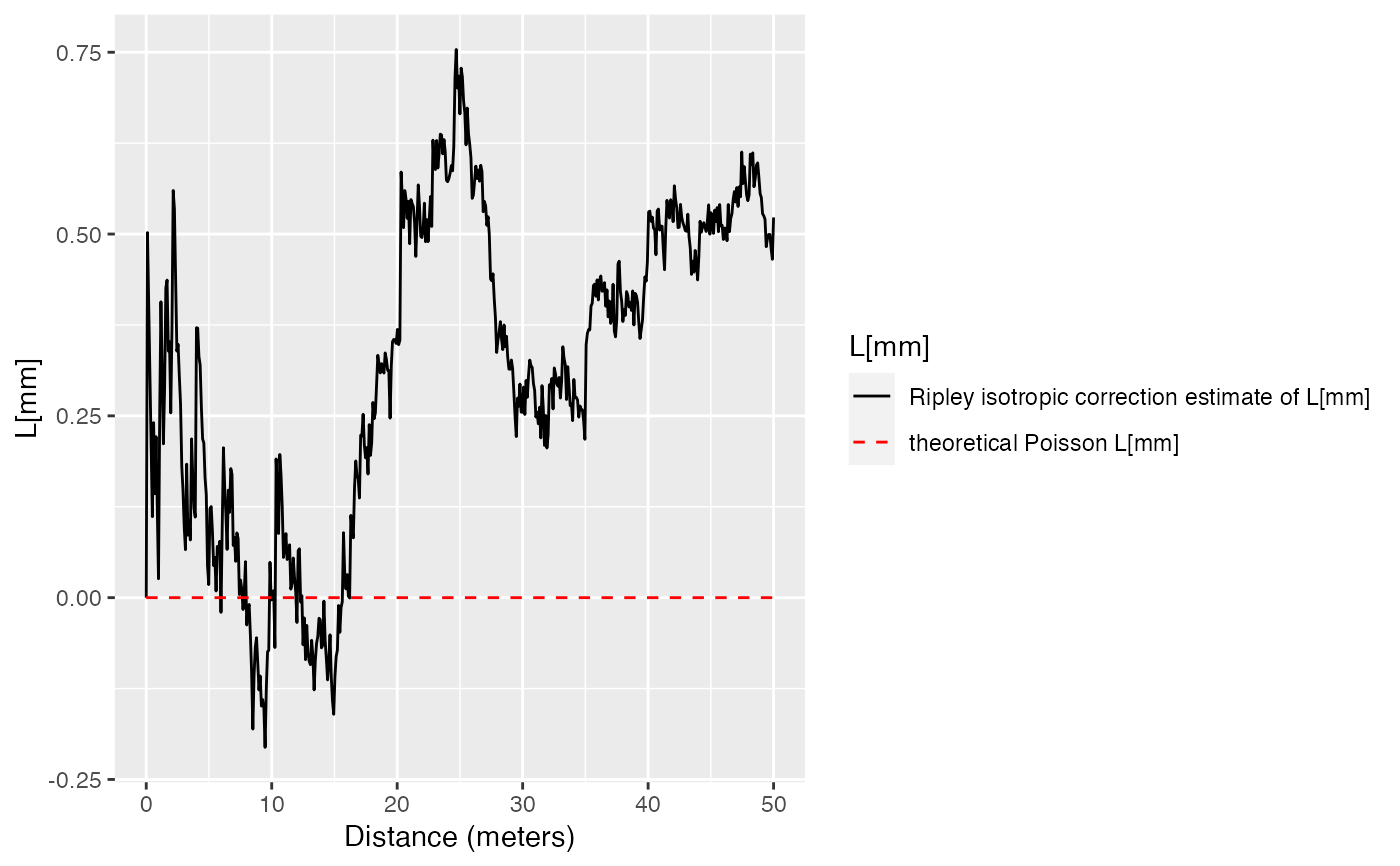 0.75
0.50
0.25
0.00
-0.25
L[mm]
0 10 20 30 40 50
Distance (meters)
L[mm]
Ripley isotropic correction estimate of L[mm]
theoretical Poisson L[mm]